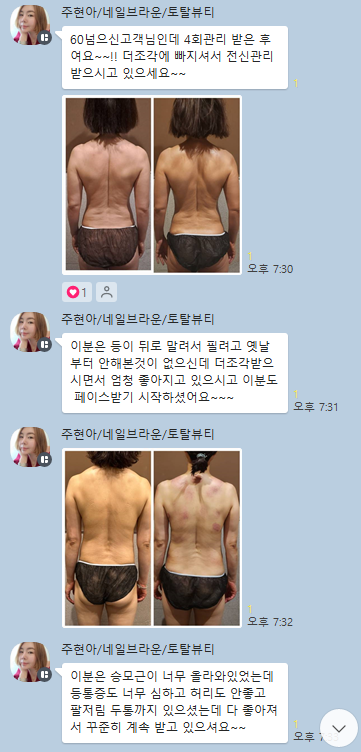 주현아/네일브라운/토탈뷰티
60넘으신고객님인데 4회관리 받은 후
여요~~!! 더조각에 빠지셔서 전신관리
받으시고 있으세요~~
1
1
오후 7:30
1
주현아/네일브라운/토탈뷰티
이분은 등이 뒤로 말려서 필려고 옛날
부터 안해본것이 없으신데 더조각받으
시면서 엄청 좋아지고 있으시고 이분도
페이스받기 시작하셨어요~~~
1
오후 7:31
주현아/네일브라운/토탈뷰티
1
오후 7:32
주현아/네일브라운/토탈뷰티
이분은 승모근이 너무 올라와있었는데
등통증도 너무 심하고 허리도 안좋고
팔저림 두통까지 있으셨는데 다 좋아져
서 꾸준히 계속 받고 있으셔요~~